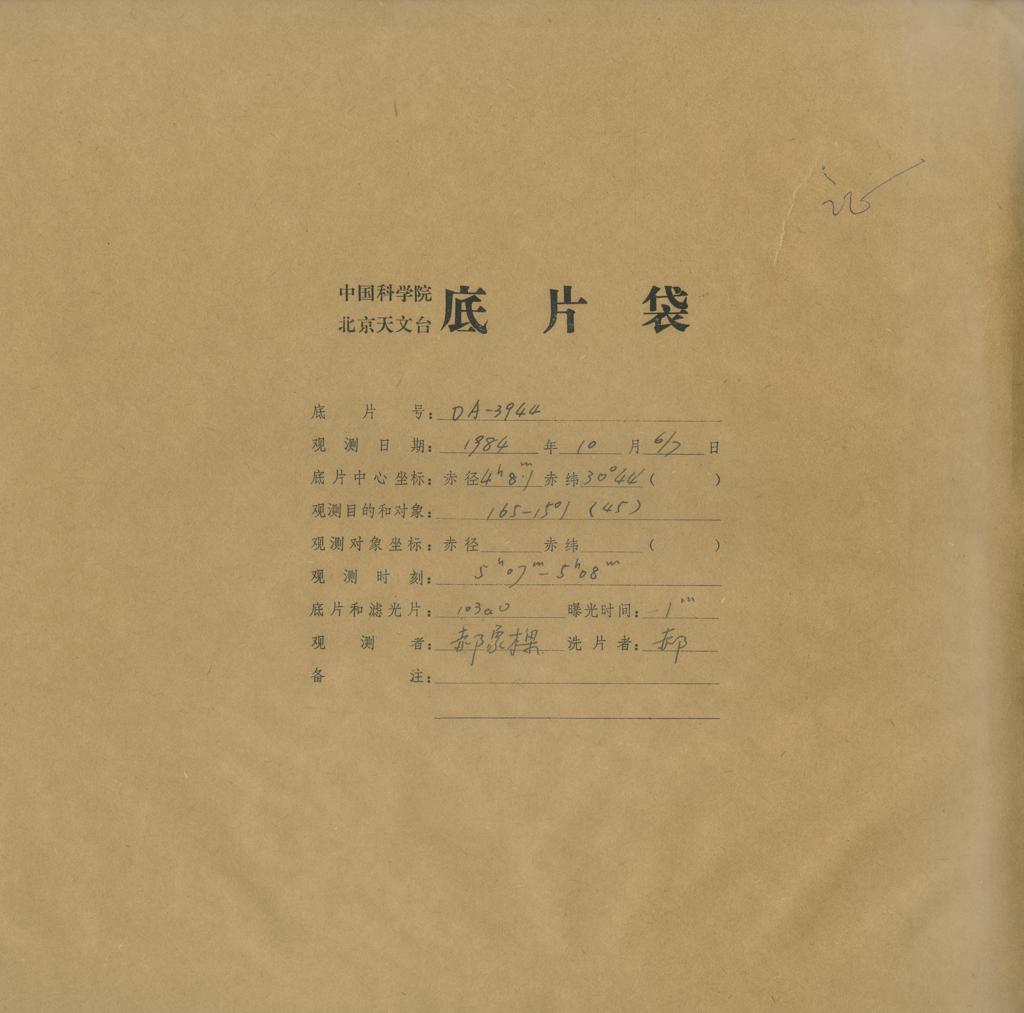 记
中国科学院
北京天文台 底片袋
底片号: DA-3944
观测日期: 1984 年 10 月 6/7 日
底片中心坐标: 赤径 4ʰ8.ᵐ1 赤纬 30°44′ ( )
观测目的和对象: 165-15°1 (45)
观测对象坐标: 赤径 赤纬 ( )
观测时刻: 5ʰ07ᵐ-5ʰ08ᵐ
底片和滤光片: 103aO 曝光时间: 1ᵐ
观测者: 郝象樑 洗片者: 郝
备注: